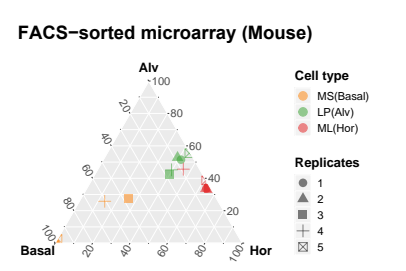 FACS−sorted microarray (Mouse)
Alv
100
80
60
40
20
20
40
60
80
100
Basal
20
40
60
80
100
Hor
Cell type
MS(Basal)
LP(Alv)
ML(Hor)
Replicates
1
2
3
4
5